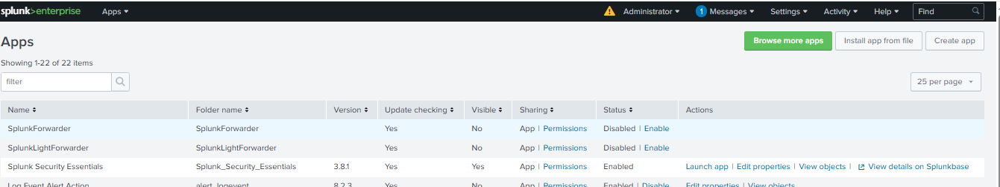 splunk>enterprise Apps Administrator 1 Messages Settings Activity Help Find
Apps Browse more apps Install app from file Create app
Showing 1-22 of 22 items
filter 25 per page
Name Folder name Version Update checking Visible Sharing Status Actions
SplunkForwarder SplunkForwarder Yes No App | Permissions Disabled | Enable
SplunkLightForwarder SplunkLightForwarder Yes No App | Permissions Disabled | Enable
Splunk Security Essentials Splunk_Security_Essentials 3.8.1 Yes Yes App | Permissions Enabled Launch app | Edit properties | View objects | View details on Splunkbase
Log Event Alert Action alert_logevent 8.2.3 Yes No App | Permissions Enabled | Disable Edit properties | View objects